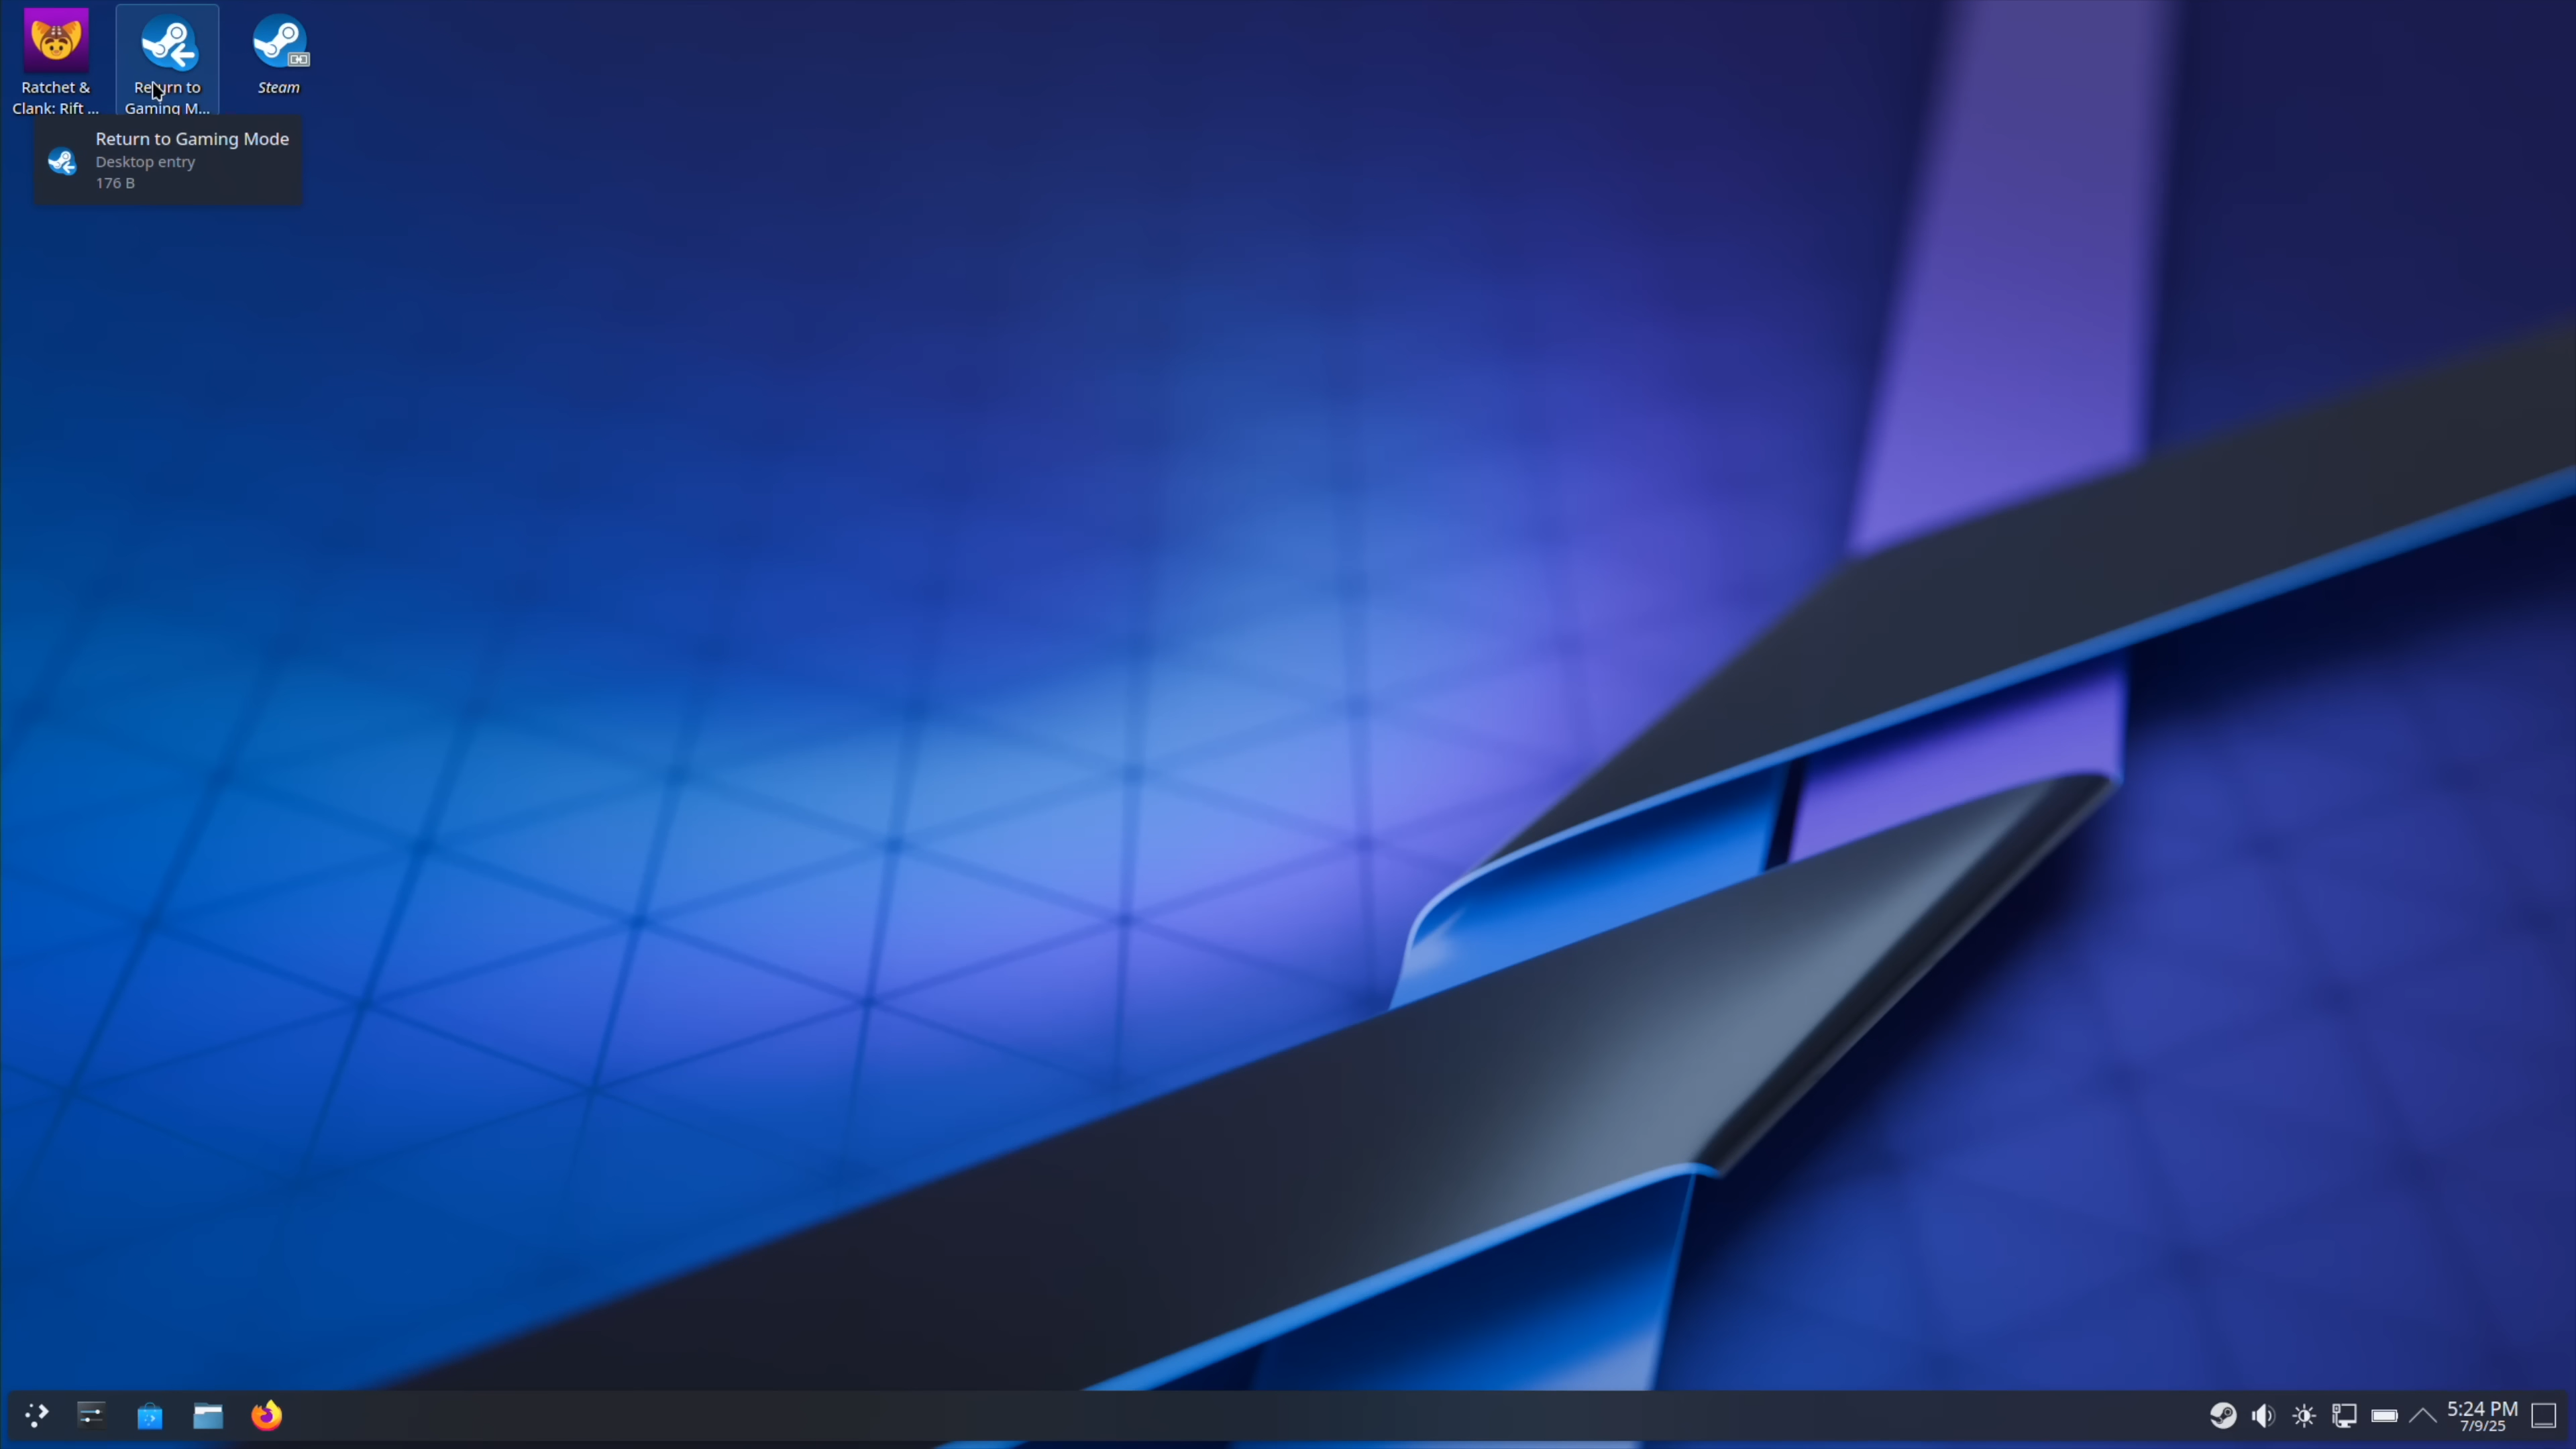 Ratchet &
Clank: Rift ...
Return to
Gaming M...
Steam
Return to Gaming Mode
Desktop entry
176 B
5:24 PM
7/9/25